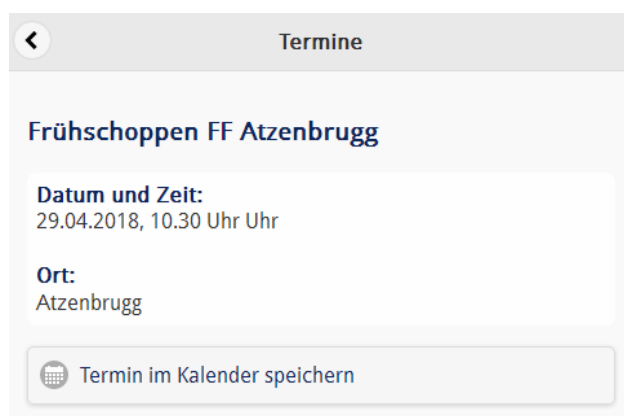 Termine
Frühschoppen FF Atzenbrugg
Datum und Zeit:
29.04.2018, 10.30 Uhr Uhr
Ort:
Atzenbrugg
Termin im Kalender speichern